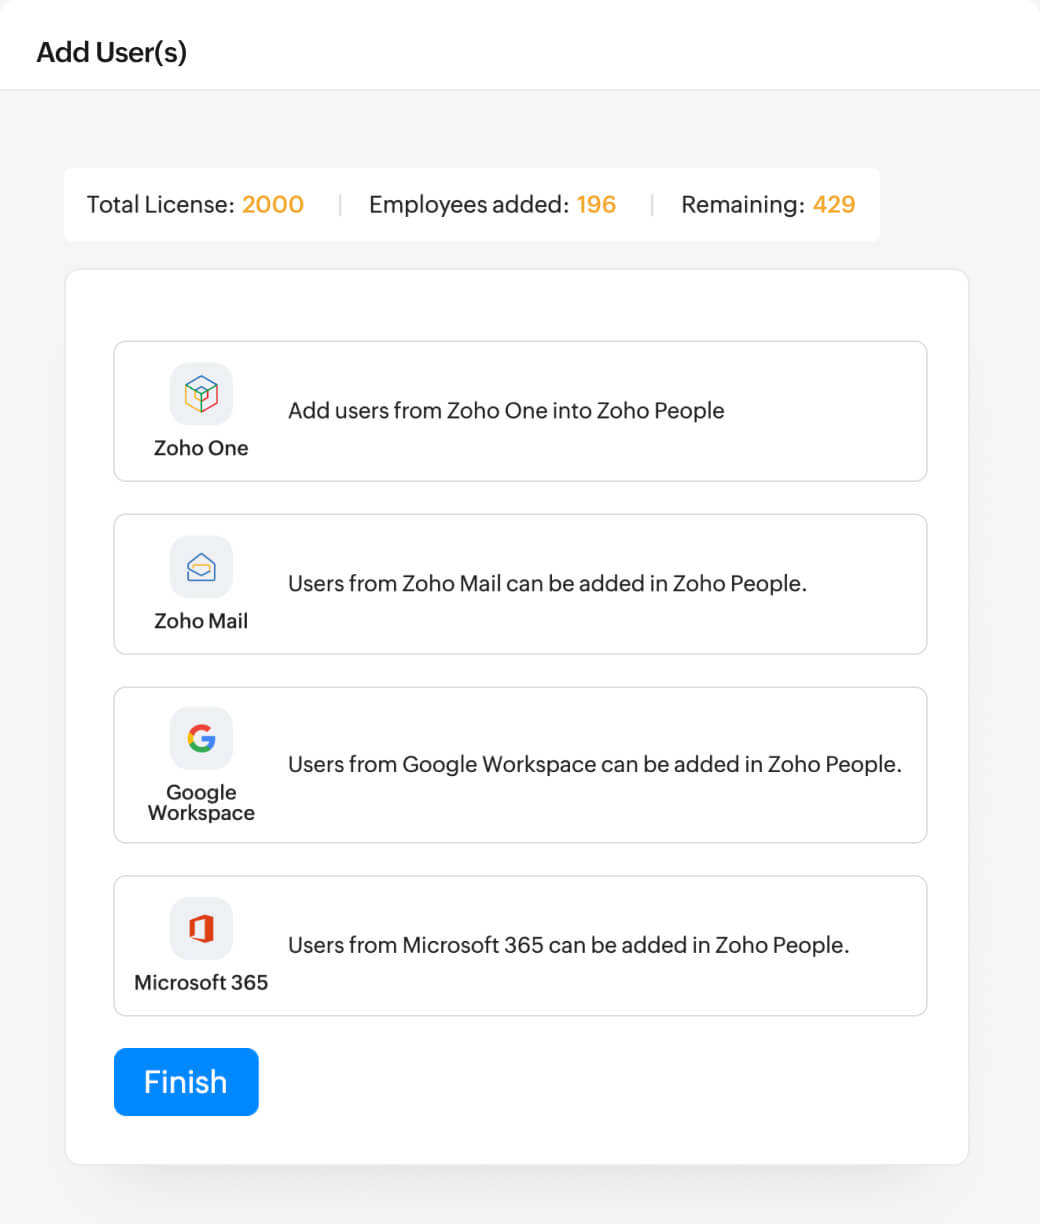 Add User(s)
Total License: 2000 | Employees added: 196 | Remaining: 429
Add users from Zoho One into Zoho People
Zoho One
Users from Zoho Mail can be added in Zoho People.
Zoho Mail
Users from Google Workspace can be added in Zoho People.
Google
Workspace
Users from Microsoft 365 can be added in Zoho People.
Microsoft 365
Finish